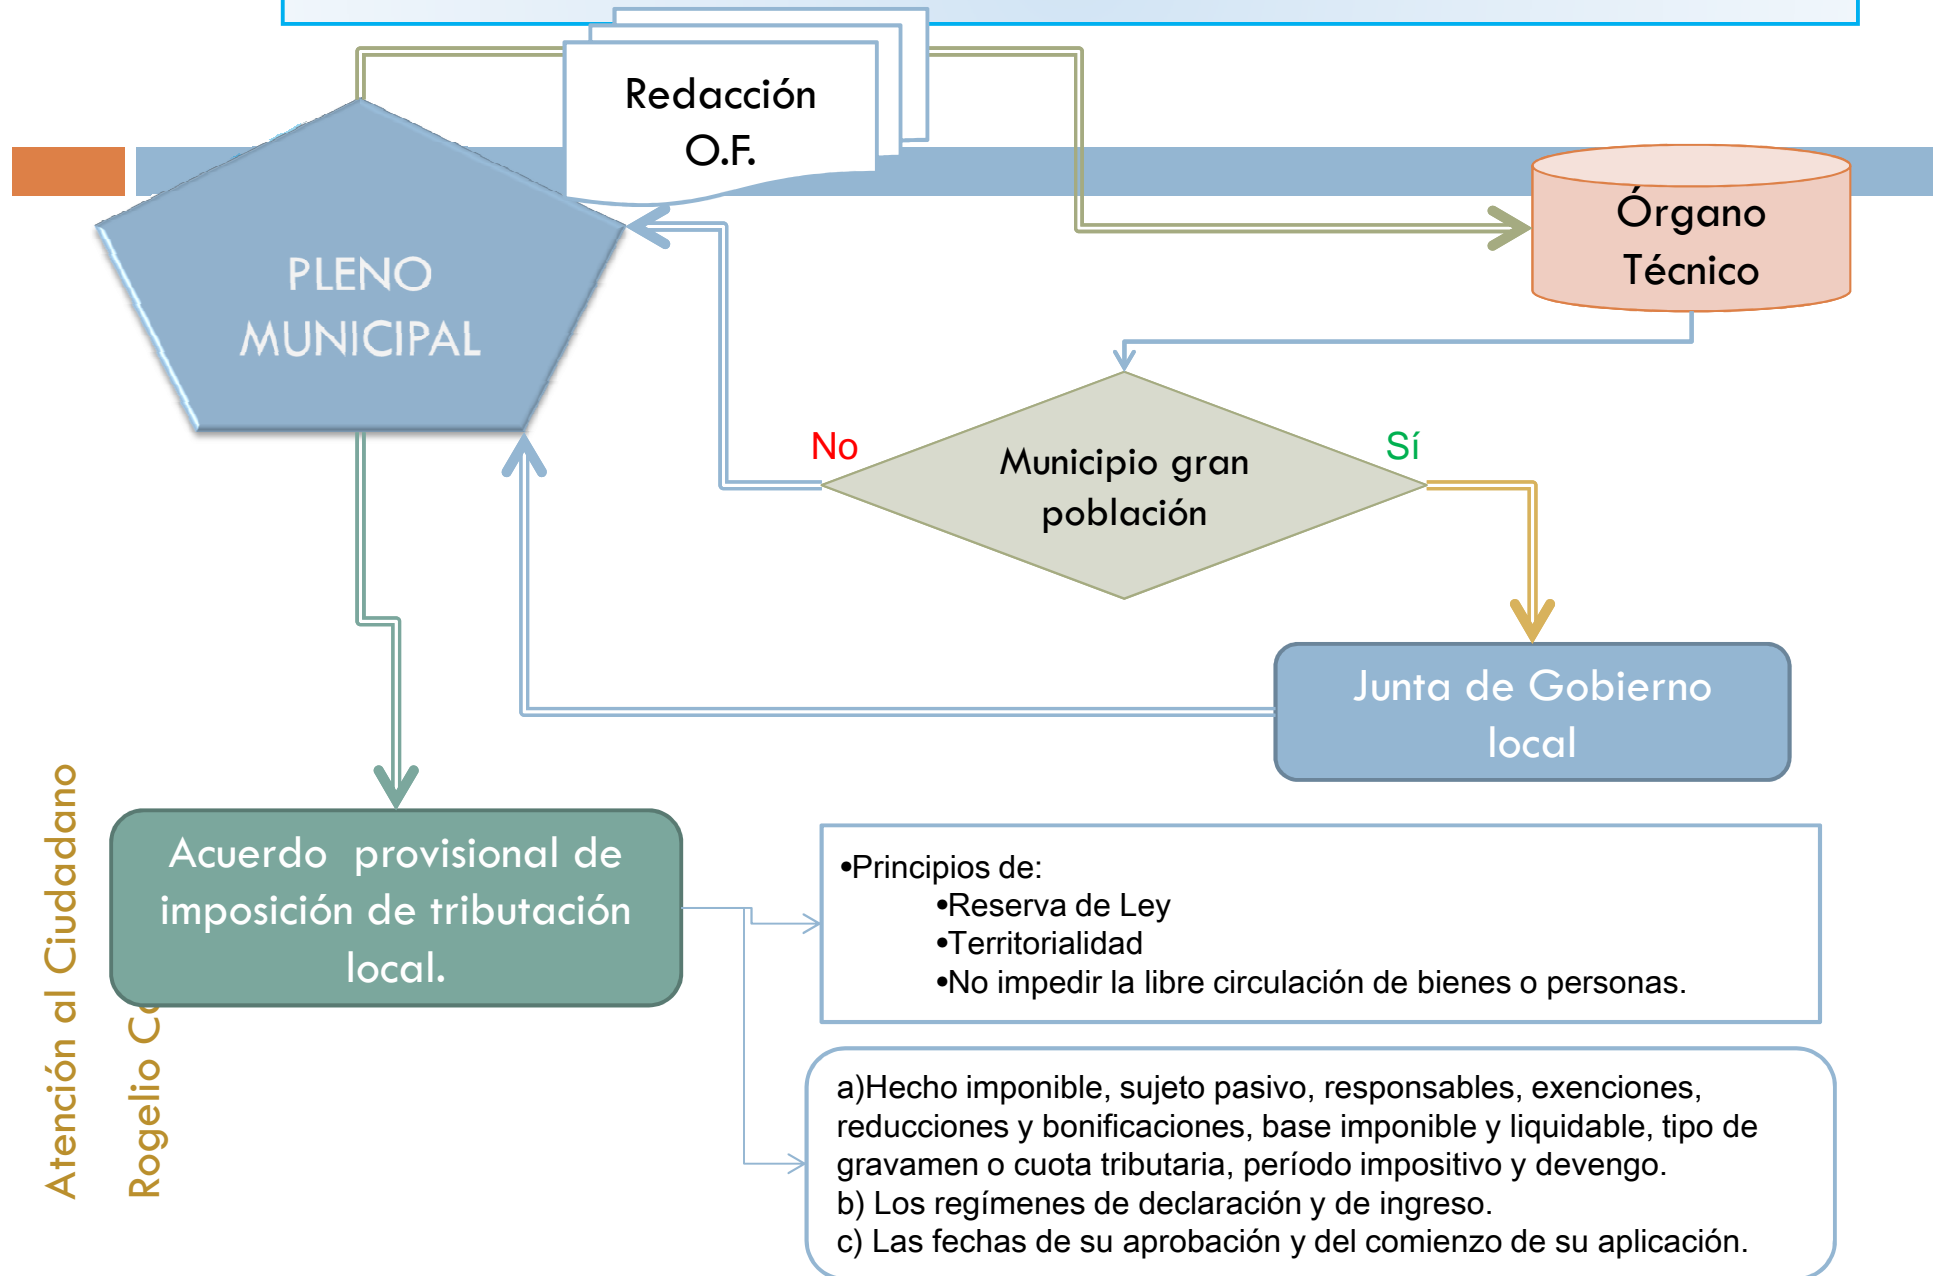 Redacción
O.F.
PLENO
MUNICIPAL
Órgano
Técnico
No
Sí
Municipio gran
población
Junta de Gobierno
local
Acuerdo provisional de
imposición de tributación
local.
•Principios de:
•Reserva de Ley
•Territorialidad
•No impedir la libre circulación de bienes o personas.
a)Hecho imponible, sujeto pasivo, responsables, exenciones,
reducciones y bonificaciones, base imponible y liquidable, tipo de
gravamen o cuota tributaria, período impositivo y devengo.
b) Los regímenes de declaración y de ingreso.
c) Las fechas de su aprobación y del comienzo de su aplicación.
Atención al Ciudadano
Rogelio